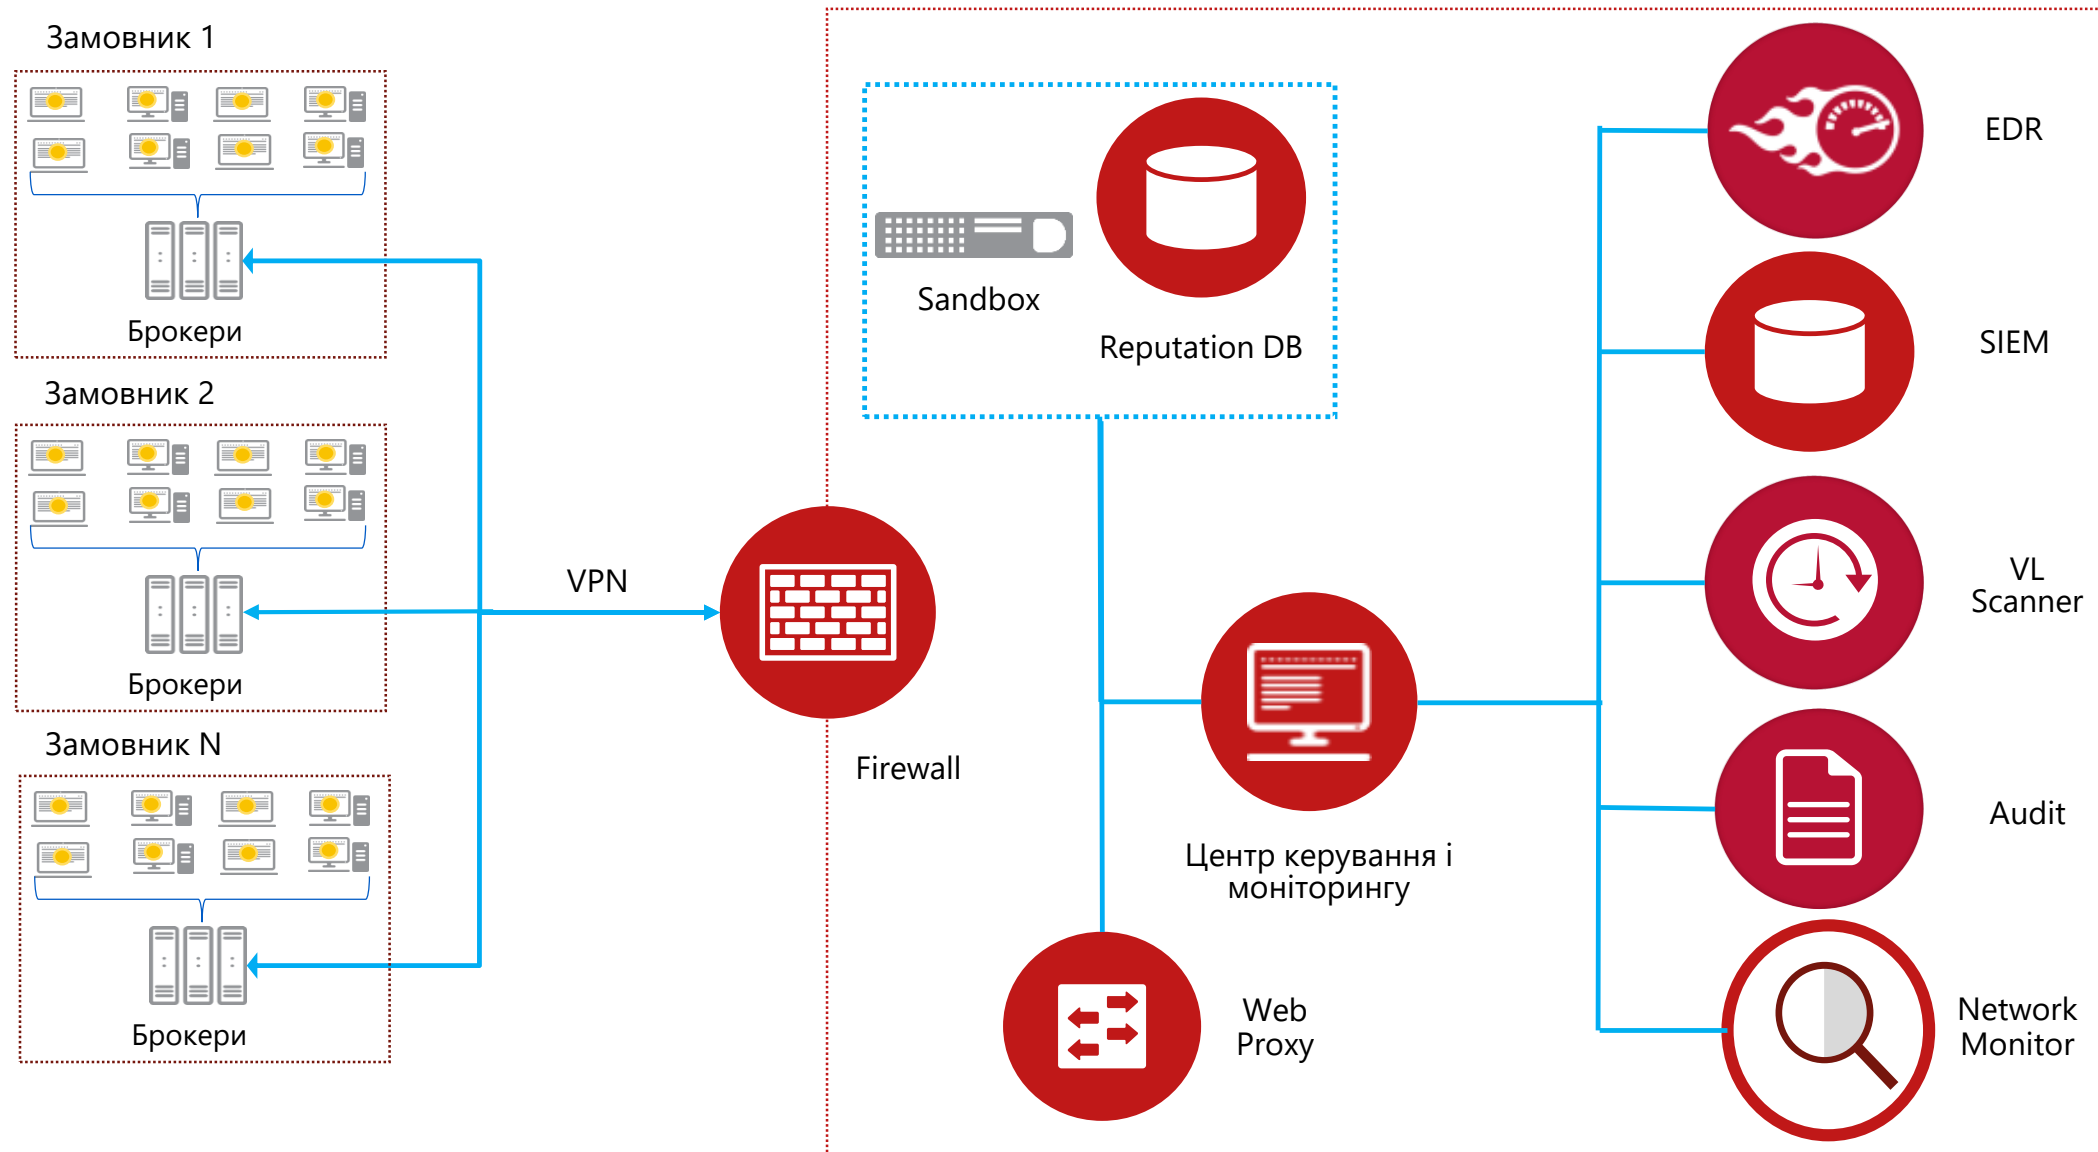 Замовник 1
Брокери
Замовник 2
Брокери
Замовник N
Брокери
VPN
Firewall
Sandbox
Reputation DB
Центр керування і
моніторингу
Web
Proxy
EDR
SIEM
VL
Scanner
Audit
Network
Monitor